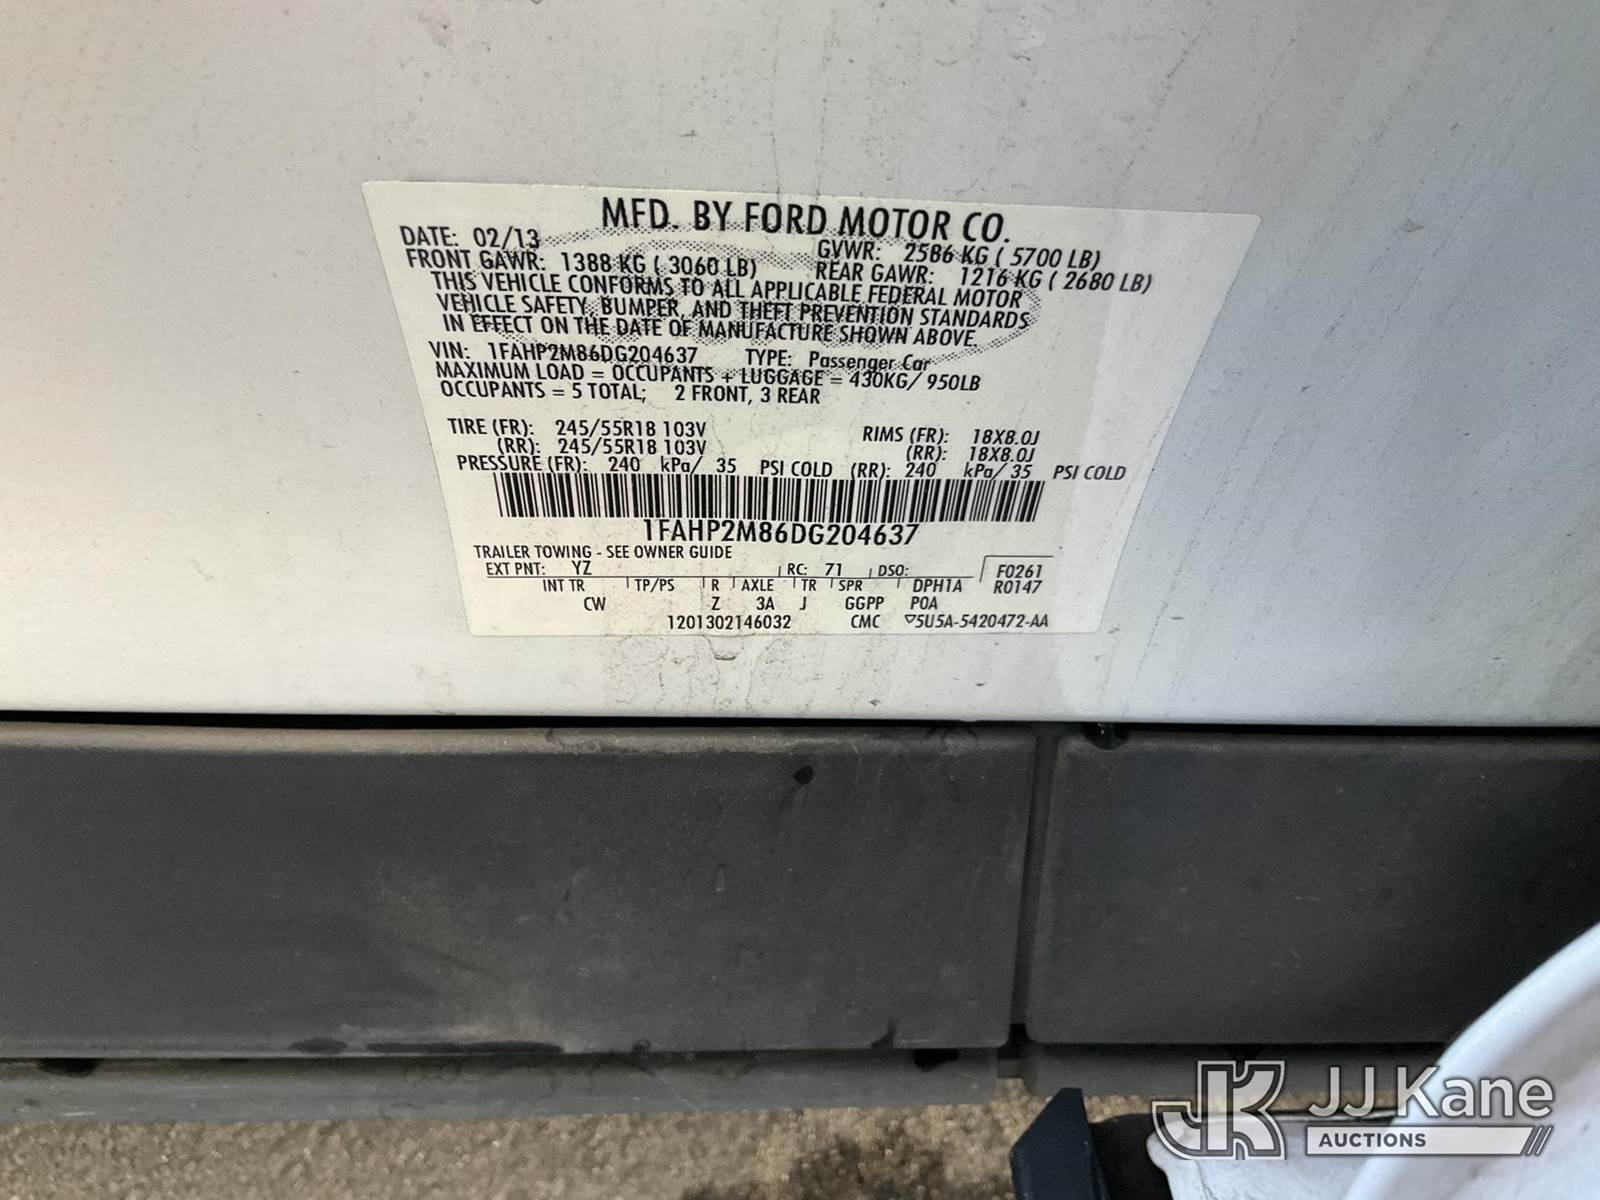 MFD. BY FORD MOTOR CO.
DATE: 02/13 GVWR: 2586 KG ( 5700 LB)
FRONT GAWR: 1388 KG ( 3060 LB) REAR GAWR: 1216 KG ( 2680 LB)
THIS VEHICLE CONFORMS TO ALL APPLICABLE FEDERAL MOTOR
VEHICLE SAFETY, BUMPER, AND THEFT PREVENTION STANDARDS
IN EFFECT ON THE DATE OF MANUFACTURE SHOWN ABOVE.
VIN: 1FAHP2M86DG204637 TYPE: Passenger Car
MAXIMUM LOAD = OCCUPANTS + LUGGAGE = 430KG/ 950LB
OCCUPANTS = 5 TOTAL; 2 FRONT, 3 REAR
TIRE (FR): 245/55R18 103V RIMS (FR): 18X8.0J
(RR): 245/55R18 103V (RR): 18X8.0J
PRESSURE (FR): 240 kPa/ 35 PSI COLD (RR): 240 kPa/ 35 PSI COLD
1FAHP2M86DG204637
TRAILER TOWING - SEE OWNER GUIDE
EXT PNT: YZ RC: 71 DSO: F0261
INT TR TP/PS R AXLE TR SPR DPH1A R0147
CW Z 3A J GGPP POA
1201302146032 CMC ▽5U5A-5420472-AA
JK JJ Kane
AUCTIONS